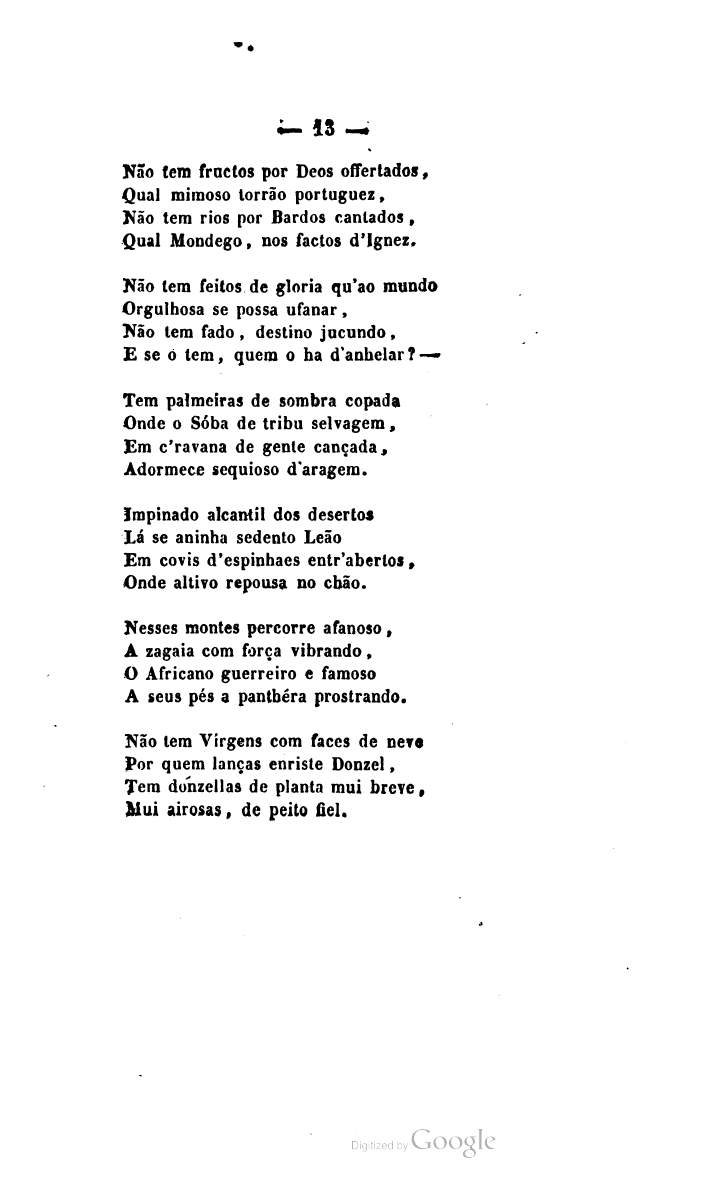 — 13 —
Não tem fructos por Deos offertados,
Qual mimoso torrão portuguez,
Não tem rios por Bardos cantados,
Qual Mondego, nos factos d'Ignez.
Não tem feitos de gloria qu'ao mundo
Orgulhosa se possa ufanar,
Não tem fado, destino jucundo,
E se o tem, quem o ha d'anhelar? —
Tem palmeiras de sombra copada
Onde o Sóba de tribu selvagem,
Em c'ravana de gente cançada,
Adormece sequioso d'aragem.
Impinado alcantil dos desertos
Lá se aninha sedento Leão
Em covis d'espinhaes entr'abertos,
Onde altivo repousa no chão.
Nesses montes percorre afanoso,
A zagaia com força vibrando,
O Africano guerreiro e famoso
A seus pés a panthéra prostrando.
Não tem Virgens com faces de neve
Por quem lanças enriste Donzel,
Tem donzellas de planta mui breve,
Mui airosas, de peito fiel.
Digitized by Google